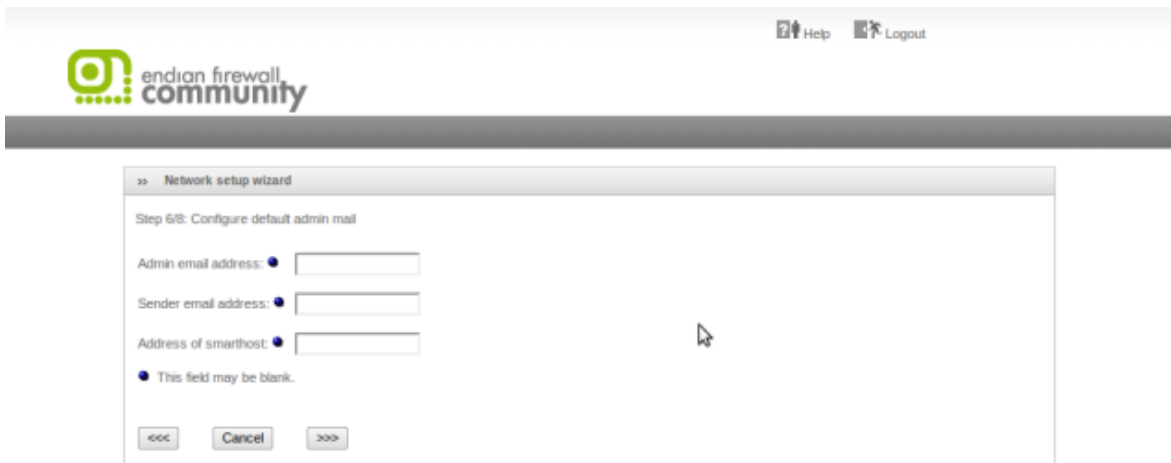 Help Logout
endian firewall
community
>> Network setup wizard
Step 6/8: Configure default admin mail
Admin email address:
Sender email address:
Address of smarthost:
This field may be blank.
<<< Cancel >>>